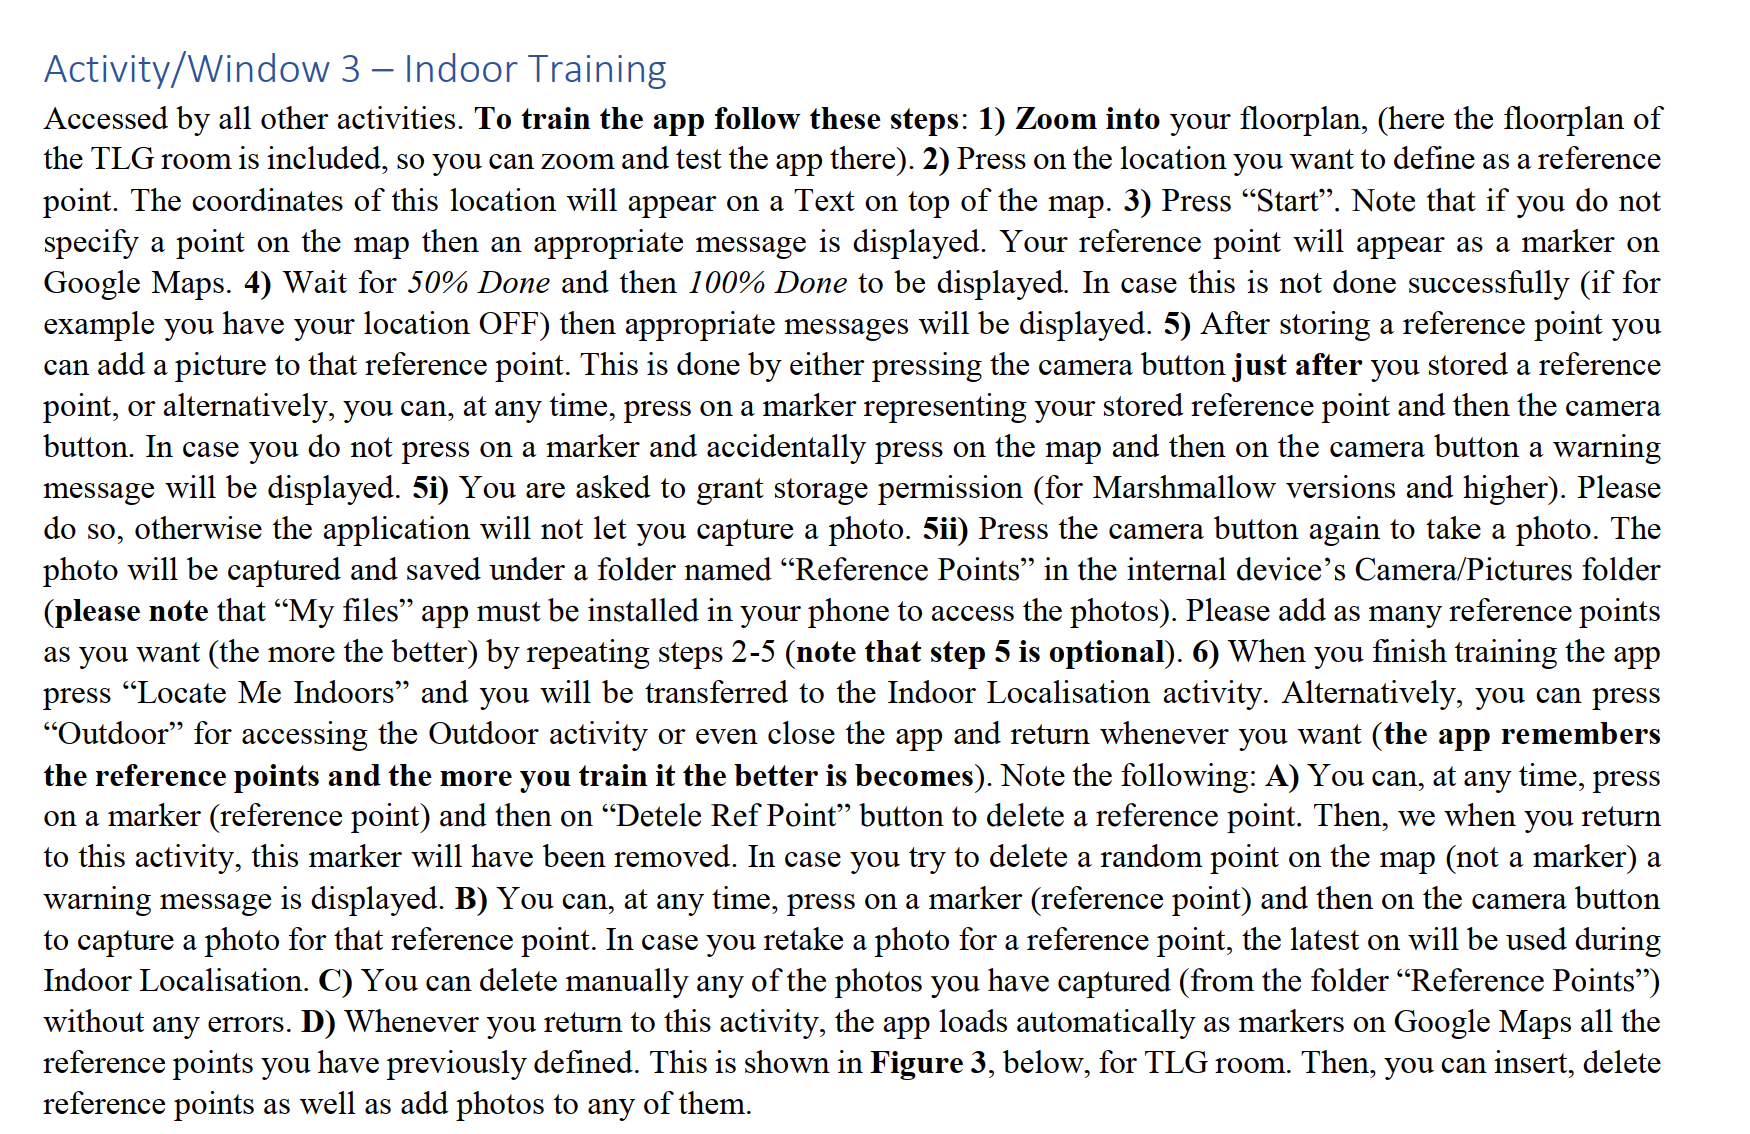 Activity/Window 3 – Indoor Training
Accessed by all other activities. To train the app follow these steps: 1) Zoom into your floorplan, (here the floorplan of
the TLG room is included, so you can zoom and test the app there). 2) Press on the location you want to define as a reference
point. The coordinates of this location will appear on a Text on top of the map. 3) Press “Start”. Note that if you do not
specify a point on the map then an appropriate message is displayed. Your reference point will appear as a marker on
Google Maps. 4) Wait for 50% Done and then 100% Done to be displayed. In case this is not done successfully (if for
example you have your location OFF) then appropriate messages will be displayed. 5) After storing a reference point you
can add a picture to that reference point. This is done by either pressing the camera button just after you stored a reference
point, or alternatively, you can, at any time, press on a marker representing your stored reference point and then the camera
button. In case you do not press on a marker and accidentally press on the map and then on the camera button a warning
message will be displayed. 5i) You are asked to grant storage permission (for Marshmallow versions and higher). Please
do so, otherwise the application will not let you capture a photo. 5ii) Press the camera button again to take a photo. The
photo will be captured and saved under a folder named “Reference Points” in the internal device’s Camera/Pictures folder
(please note that “My files” app must be installed in your phone to access the photos). Please add as many reference points
as you want (the more the better) by repeating steps 2-5 (note that step 5 is optional). 6) When you finish training the app
press “Locate Me Indoors” and you will be transferred to the Indoor Localisation activity. Alternatively, you can press
“Outdoor” for accessing the Outdoor activity or even close the app and return whenever you want (the app remembers
the reference points and the more you train it the better is becomes). Note the following: A) You can, at any time, press
on a marker (reference point) and then on “Detele Ref Point” button to delete a reference point. Then, we when you return
to this activity, this marker will have been removed. In case you try to delete a random point on the map (not a marker) a
warning message is displayed. B) You can, at any time, press on a marker (reference point) and then on the camera button
to capture a photo for that reference point. In case you retake a photo for a reference point, the latest on will be used during
Indoor Localisation. C) You can delete manually any of the photos you have captured (from the folder “Reference Points”)
without any errors. D) Whenever you return to this activity, the app loads automatically as markers on Google Maps all the
reference points you have previously defined. This is shown in Figure 3, below, for TLG room. Then, you can insert, delete
reference points as well as add photos to any of them.